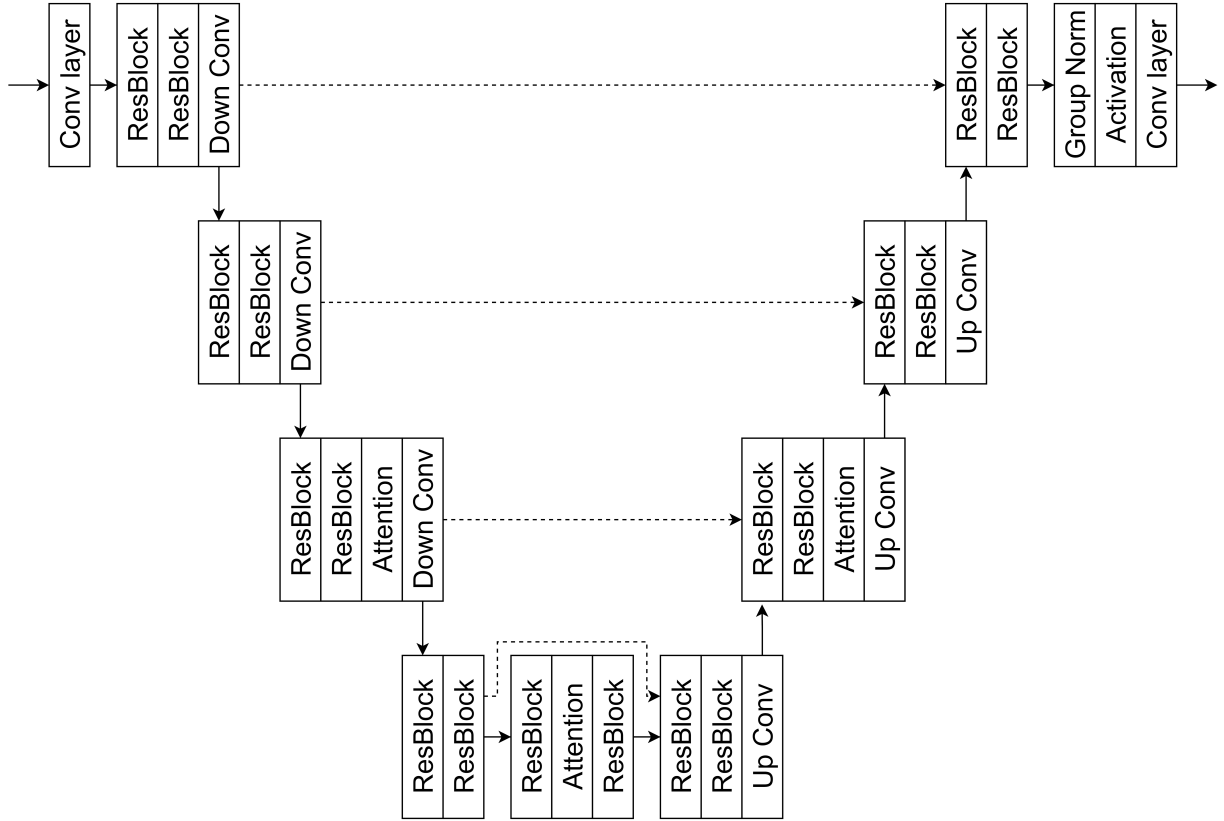 Conv layer
ResBlock
ResBlock
Down Conv
ResBlock
ResBlock
Group Norm
Activation
Conv layer
ResBlock
ResBlock
Down Conv
ResBlock
ResBlock
Up Conv
ResBlock
ResBlock
Attention
Down Conv
ResBlock
ResBlock
Attention
Up Conv
ResBlock
ResBlock
ResBlock
Attention
ResBlock
ResBlock
ResBlock
Up Conv